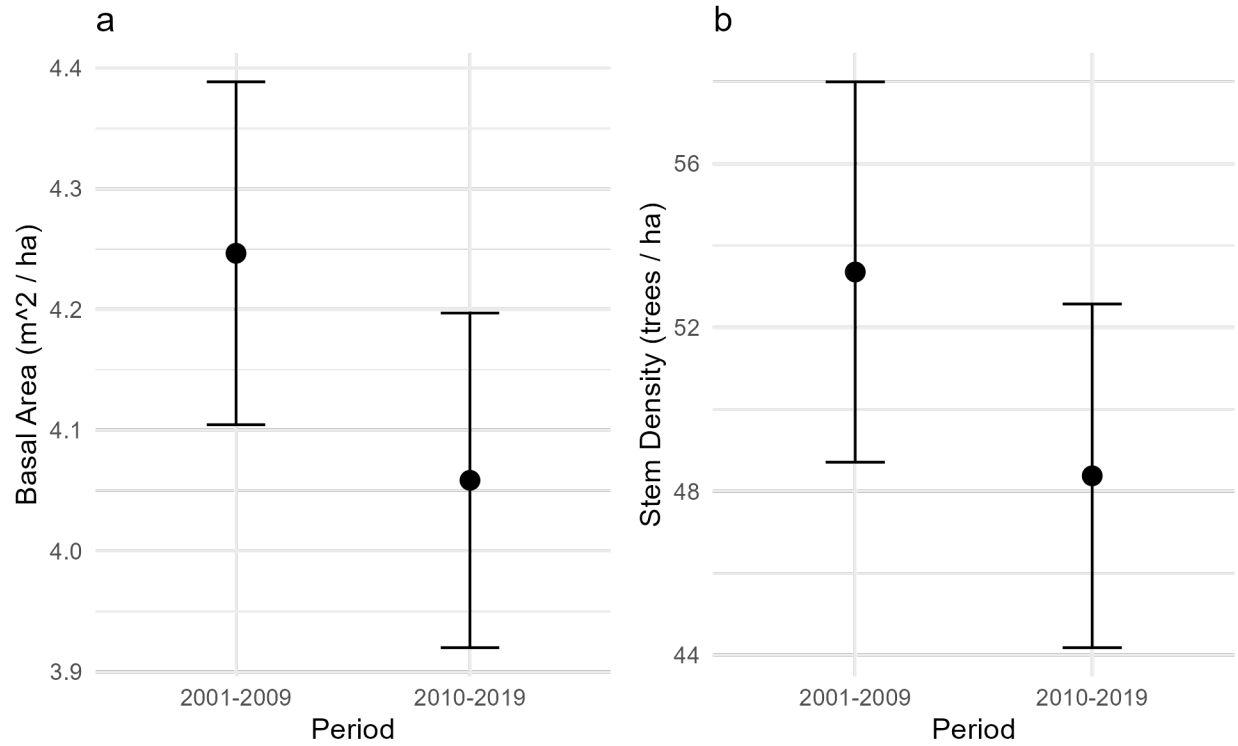 a
Basal Area (m^2 / ha)
4.4
4.3
4.2
4.1
4.0
3.9
2001-2009
2010-2019
Period
b
Stem Density (trees / ha)
56
52
48
44
2001-2009
2010-2019
Period